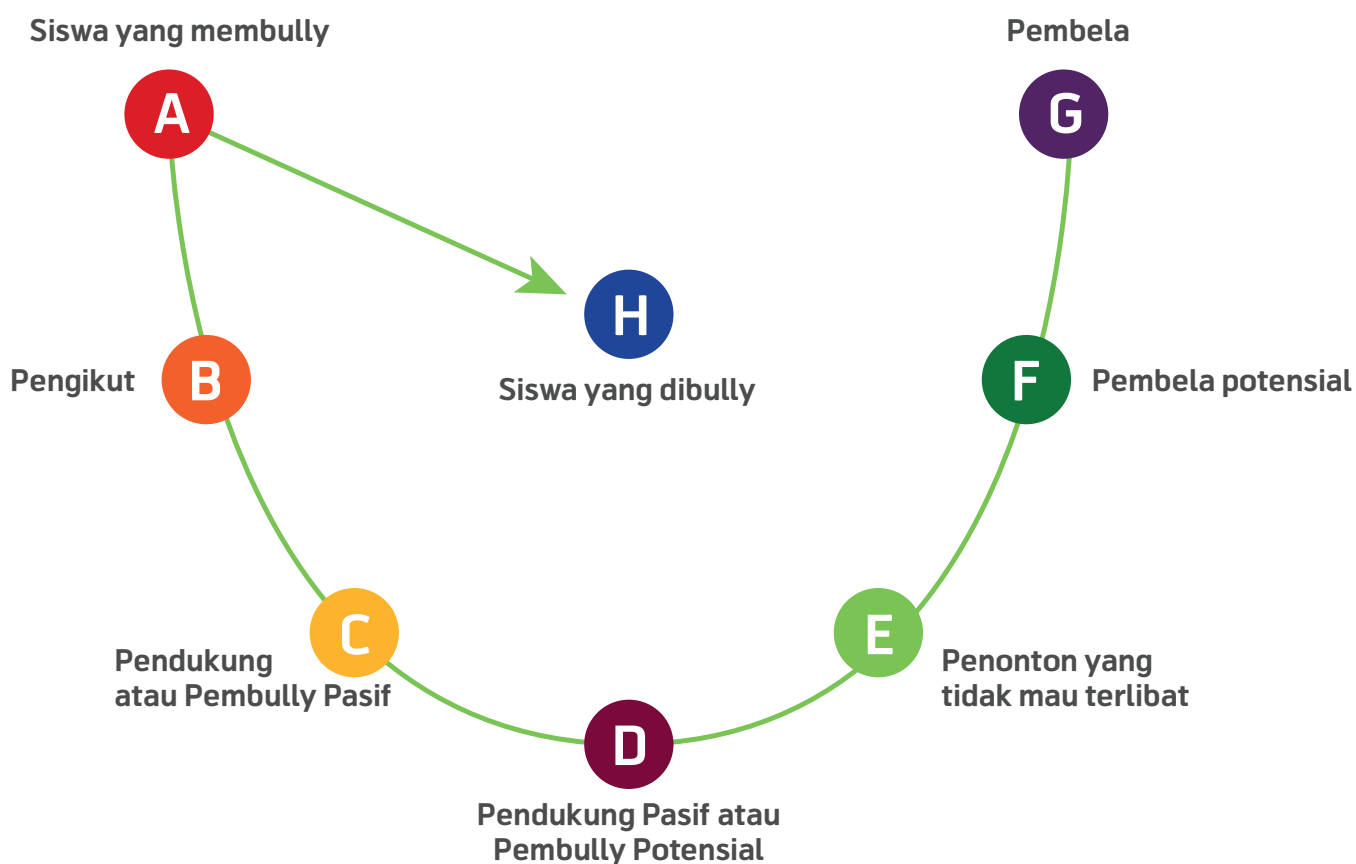 Siswa yang membully
A
Pembela
G
H
Siswa yang dibully
Pengikut
B
F
Pembela potensial
C
Pendukung
atau Pembully Pasif
E
Penonton yang
tidak mau terlibat
D
Pendukung Pasif atau
Pembully Potensial